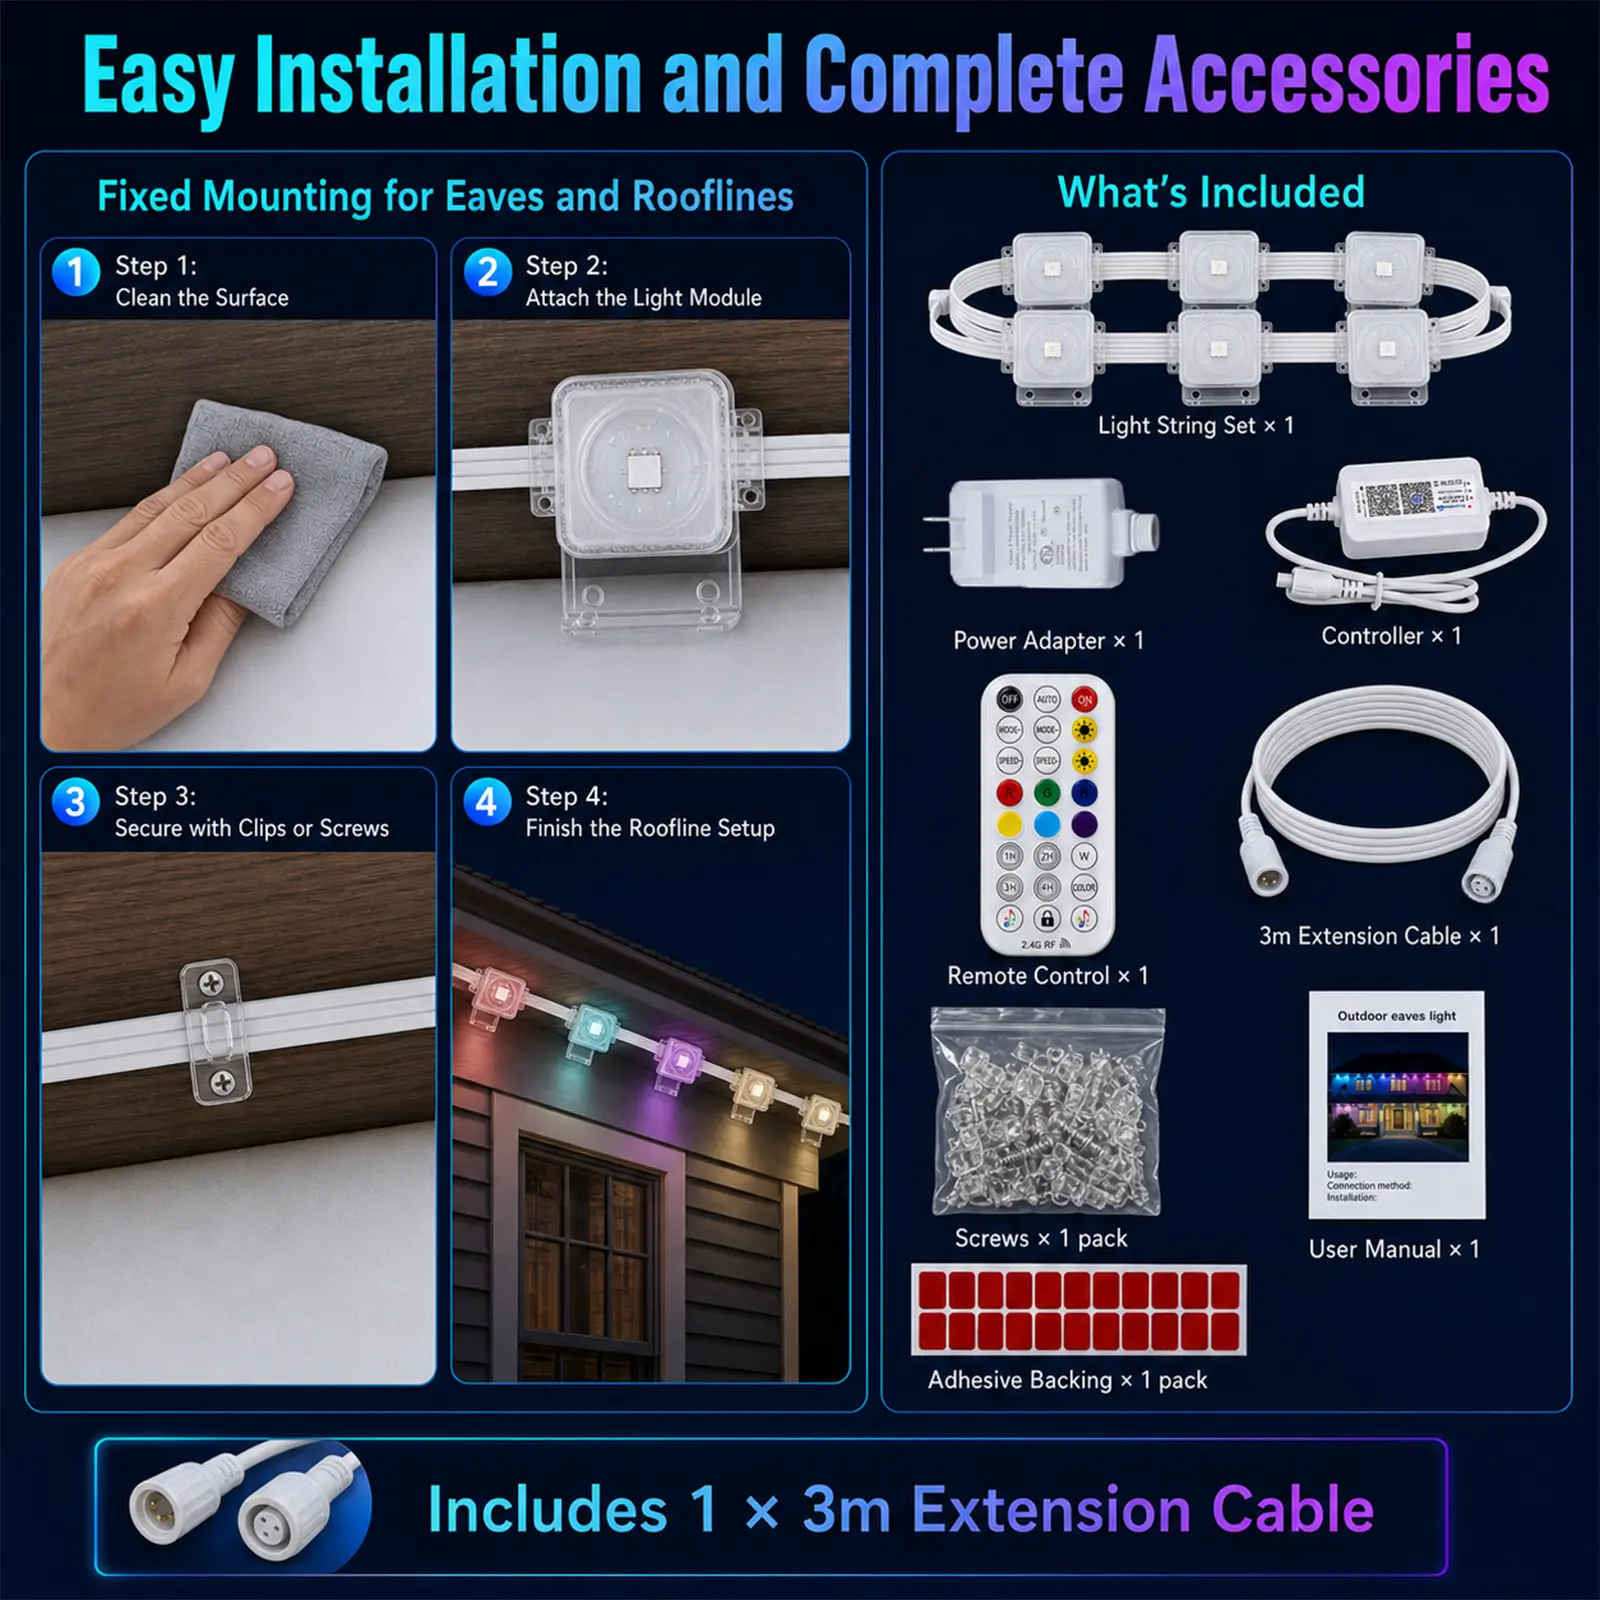 Easy Installation and Complete Accessories
Fixed Mounting for Eaves and Rooflines
1
Step 1:
Clean the Surface
2
Step 2:
Attach the Light Module
3
Step 3:
Secure with Clips or Screws
4
Step 4:
Finish the Roofline Setup
What's Included
Light String Set × 1
Power Adapter × 1
Controller × 1
OFF AUTO ON
MODE- MODE-
SPEED- SPEED-
R G B
1H 2H W
3H 4H COLOR
2.4G RF
Remote Control × 1
3m Extension Cable × 1
Screws × 1 pack
Outdoor eaves light
Usage:
Connection method:
Installation:
User Manual × 1
Adhesive Backing × 1 pack
Includes 1 × 3m Extension Cable